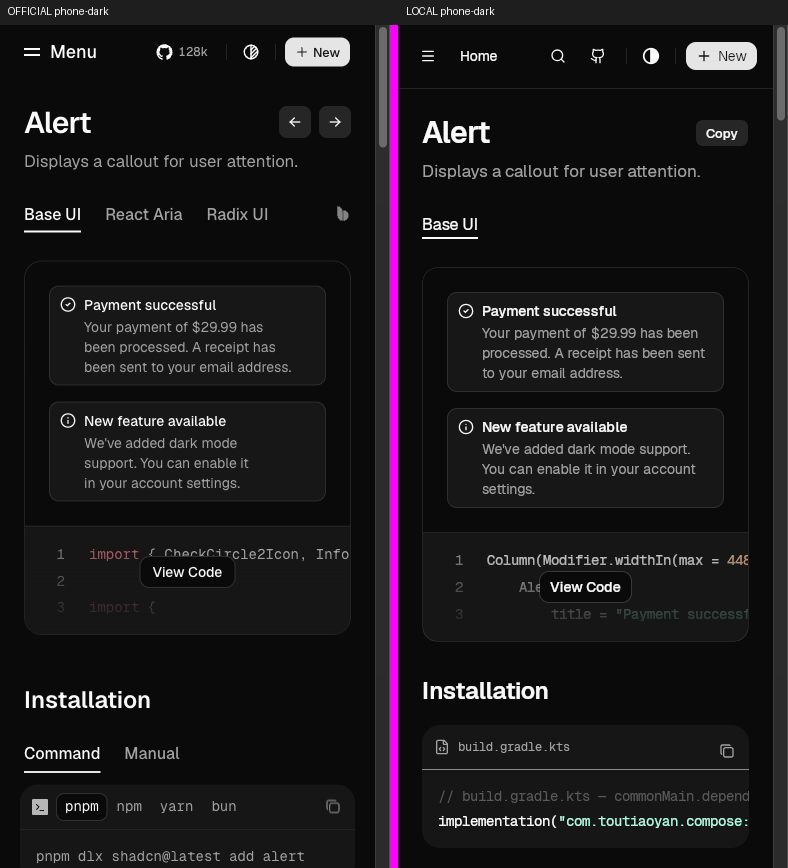 OFFICIAL phone-dark
Menu
128k
New
Alert
Displays a callout for user attention.
Base UI React Aria Radix UI
Payment successful
Your payment of $29.99 has
been processed. A receipt has
been sent to your email address.
New feature available
We've added dark mode
support. You can enable it
in your account settings.
1 import { CheckCircle2Icon, Info
2
View Code
3 import {
Installation
Command Manual
pnpm npm yarn bun
pnpm dlx shadcn@latest add alert
LOCAL phone-dark
Home
New
Alert
Copy
Displays a callout for user attention.
Base UI
Payment successful
Your payment of $29.99 has been
processed. A receipt has been sent
to your email address.
New feature available
We've added dark mode support.
You can enable it in your account
settings.
1 Column(Modifier.widthIn(max = 448
2 Ale
View Code
3 title = "Payment successf
Installation
build.gradle.kts
// build.gradle.kts — commonMain.depend
implementation("com.toutiaoyan.compose: